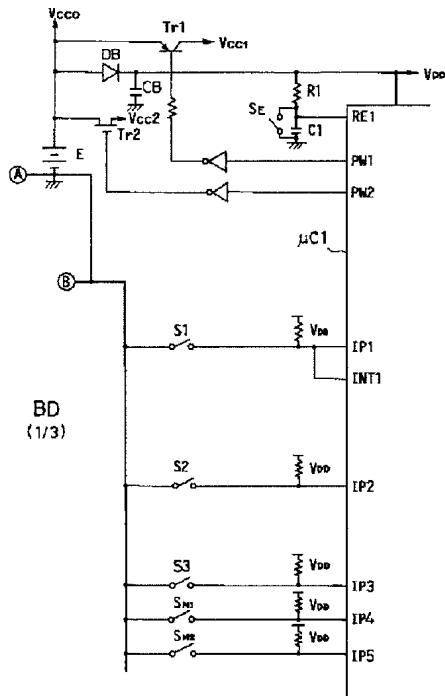 Vcc0
Tr1
Vcc1
DB
VDD
CB
R1
SE
C1
RE1
Vcc2
Tr2
E
PW1
A
PW2
μC1
B
S1
VDD
IP1
INT1
BD
(1/3)
S2
VDD
IP2
S3
VDD
IP3
SM1
VDD
IP4
SM2
VDD
IP5